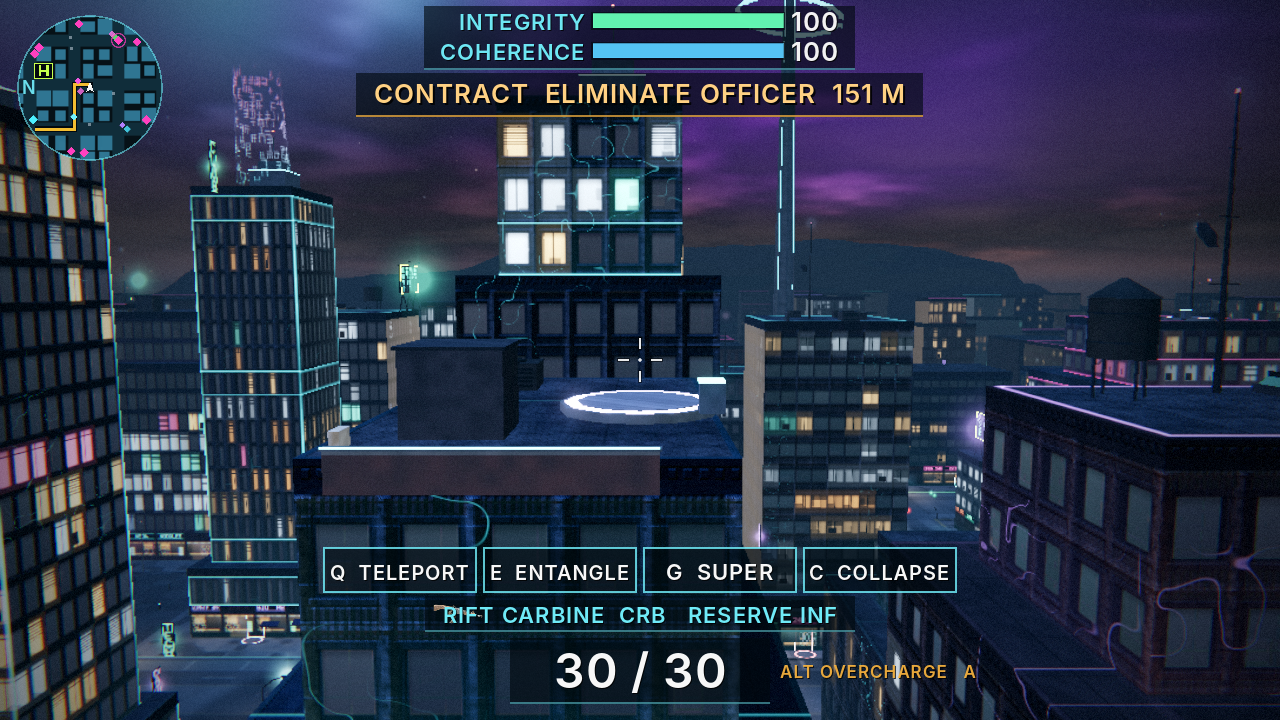 INTEGRITY 100
COHERENCE 100
CONTRACT ELIMINATE OFFICER 151 M
H
N
Q TELEPORT
E ENTANGLE
G SUPER
C COLLAPSE
RIFT CARBINE CRB RESERVE INF
30 / 30
ALT OVERCHARGE A